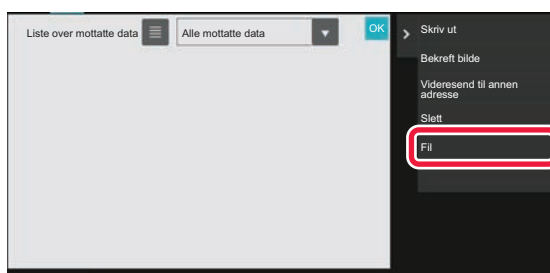 Liste over mottatte data
Alle mottatte data
OK
Skriv ut
Bekreft bilde
Videresend til annen
adresse
Slett
Fil